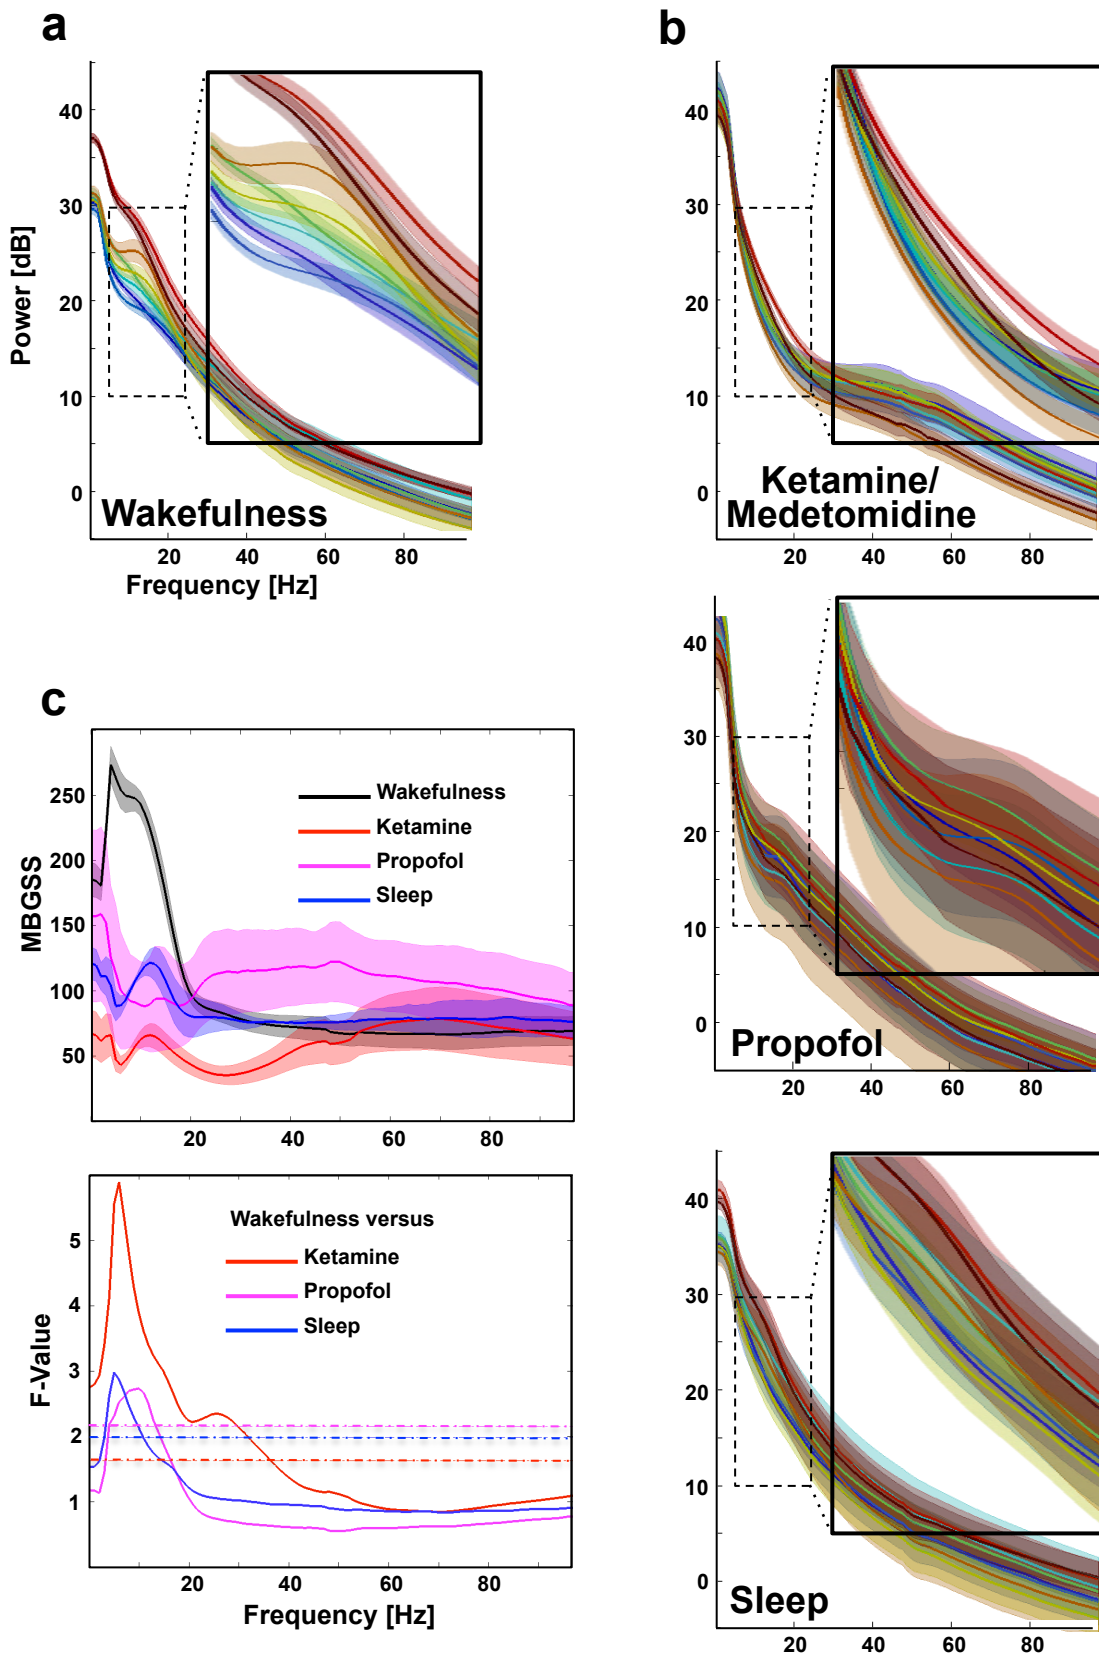 a
40
30
20
10
0
Power [dB]
Wakefulness
20 40 60 80
Frequency [Hz]
b
40
30
20
10
0
Ketamine/
Medetomidine
20 40 60 80
40
30
20
10
0
Propofol
20 40 60 80
40
30
20
10
0
Sleep
20 40 60 80
c
250
200
150
100
50
MBGSS
Wakefulness
Ketamine
Propofol
Sleep
20 40 60 80
5
4
3
2
1
F-Value
Wakefulness versus
Ketamine
Propofol
Sleep
20 40 60 80
Frequency [Hz]